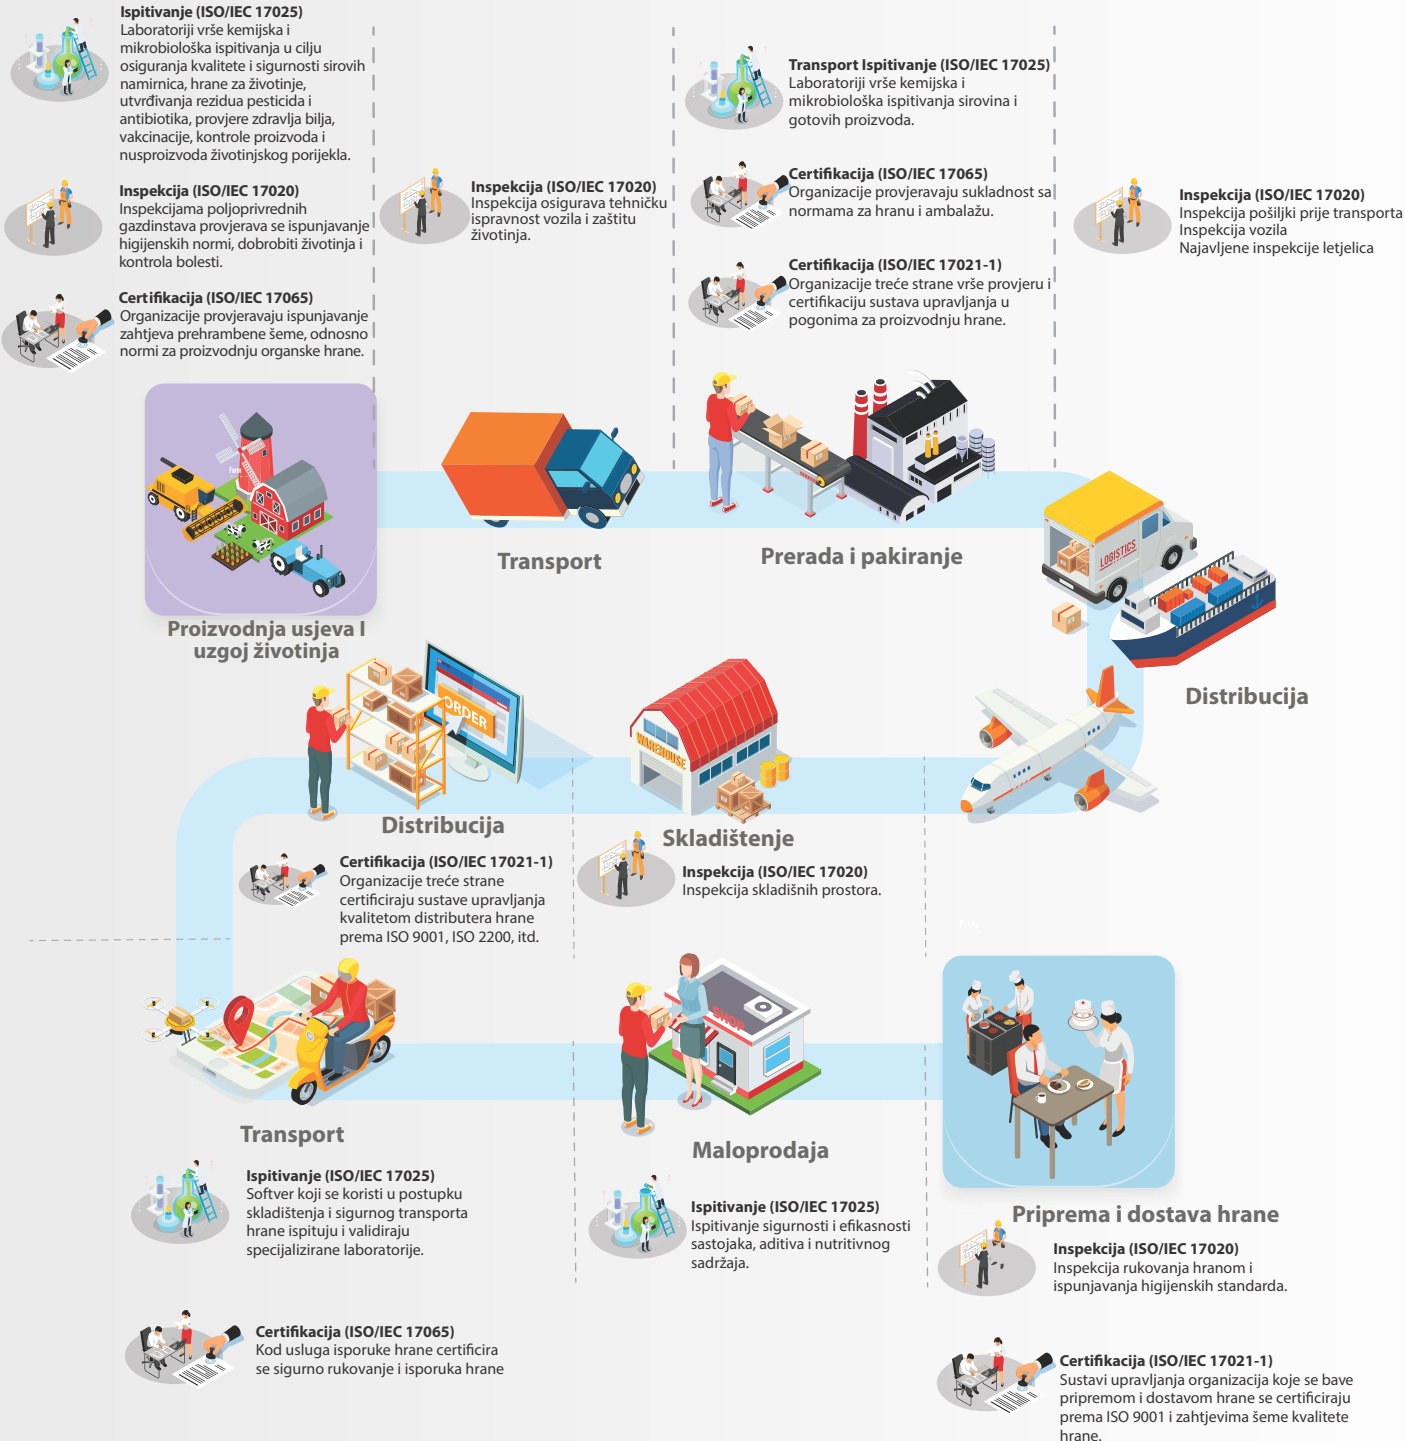 Ispitivanje (ISO/IEC 17025)
Laboratoriji vrše kemijska i
mikrobiološka ispitivanja u cilju
osiguranja kvalitete i sigurnosti sirovih
namirnica, hrane za životinje,
utvrđivanja rezidua pesticida i
antibiotika, provjere zdravlja bilja,
vakcinacije, kontrole proizvoda i
nusproizvoda životinjskog porijekla.
Inspekcija (ISO/IEC 17020)
Inspekcijama poljoprivrednih
gazdinstava provjerava se ispunjavanje
higijenskih normi, dobrobiti životinja i
kontrola bolesti.
Certifikacija (ISO/IEC 17065)
Organizacije provjeravaju ispunjavanje
zahtjeva prehrambene šeme, odnosno
normi za proizvodnju organske hrane.
Inspekcija (ISO/IEC 17020)
Inspekcija osigurava tehničku
ispravnost vozila i zaštitu
životinja.
Transport Ispitivanje (ISO/IEC 17025)
Laboratoriji vrše kemijska i
mikrobiološka ispitivanja sirovina i
gotovih proizvoda.
Certifikacija (ISO/IEC 17065)
Organizacije provjeravaju sukladnost sa
normama za hranu i ambalažu.
Certifikacija (ISO/IEC 17021-1)
Organizacije treće strane vrše provjeru i
certifikaciju sustava upravljanja u
pogonima za proizvodnju hrane.
Inspekcija (ISO/IEC 17020)
Inspekcija pošiljki prije transporta
Inspekcija vozila
Najavljene inspekcije letjelica
Farm
Proizvodnja usjeva I
uzgoj životinja
Transport
Prerada i pakiranje
LOGISTICS
Distribucija
ORDER
Distribucija
Certifikacija (ISO/IEC 17021-1)
Organizacije treće strane
certificiraju sustave upravljanja
kvalitetom distributera hrane
prema ISO 9001, ISO 2200, itd.
WAREHOUSE
Skladištenje
Inspekcija (ISO/IEC 17020)
Inspekcija skladišnih prostora.
Transport
Ispitivanje (ISO/IEC 17025)
Softver koji se koristi u postupku
skladištenja i sigurnog transporta
hrane ispituju i validiraju
specijalizirane laboratorije.
Certifikacija (ISO/IEC 17065)
Kod usluga isporuke hrane certificira
se sigurno rukovanje i isporuka hrane
SHOP
Maloprodaja
Ispitivanje (ISO/IEC 17025)
Ispitivanje sigurnosti i efikasnosti
sastojaka, aditiva i nutritivnog
sadržaja.
Priprema i dostava hrane
Inspekcija (ISO/IEC 17020)
Inspekcija rukovanja hranom i
ispunjavanja higijenskih standarda.
Certifikacija (ISO/IEC 17021-1)
Sustavi upravljanja organizacija koje se bave
pripremom i dostavom hrane se certificiraju
prema ISO 9001 i zahtjevima šeme kvalitete
hrane.